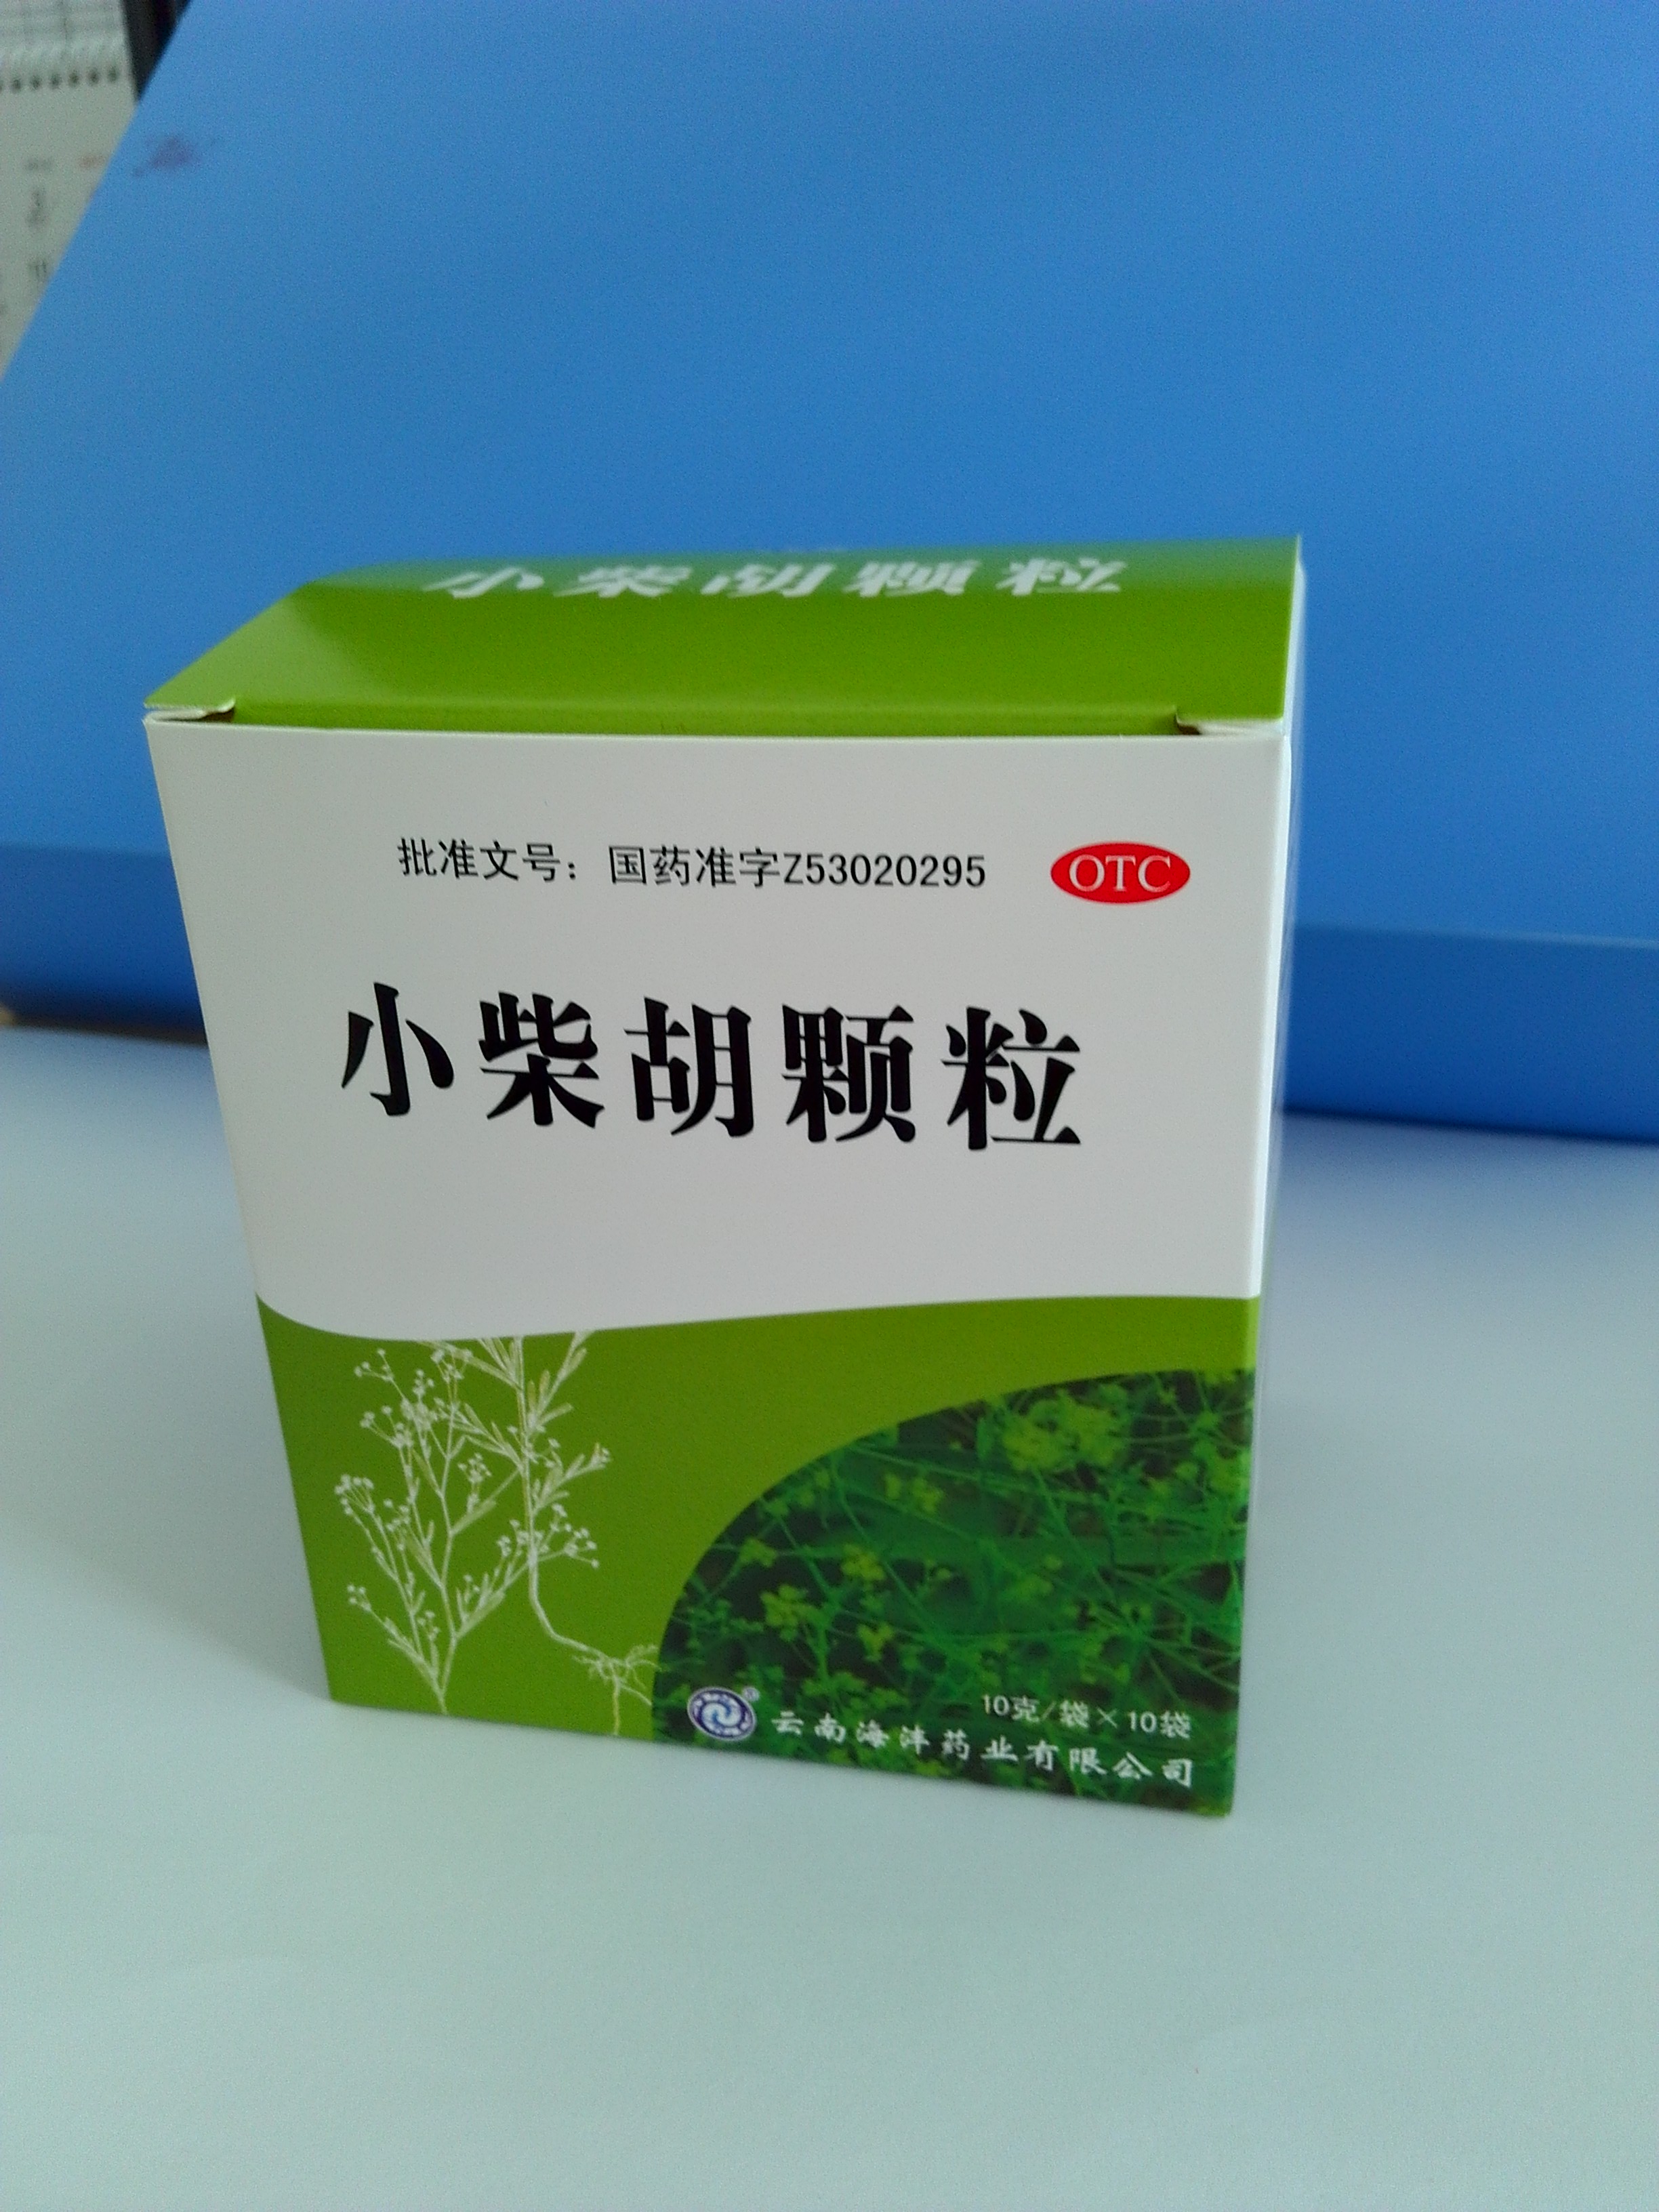 小柴胡颗粒
批准文号：国药准字Z53020295
OTC
小柴胡颗粒
10克/袋×10袋
云南海沣药业有限公司